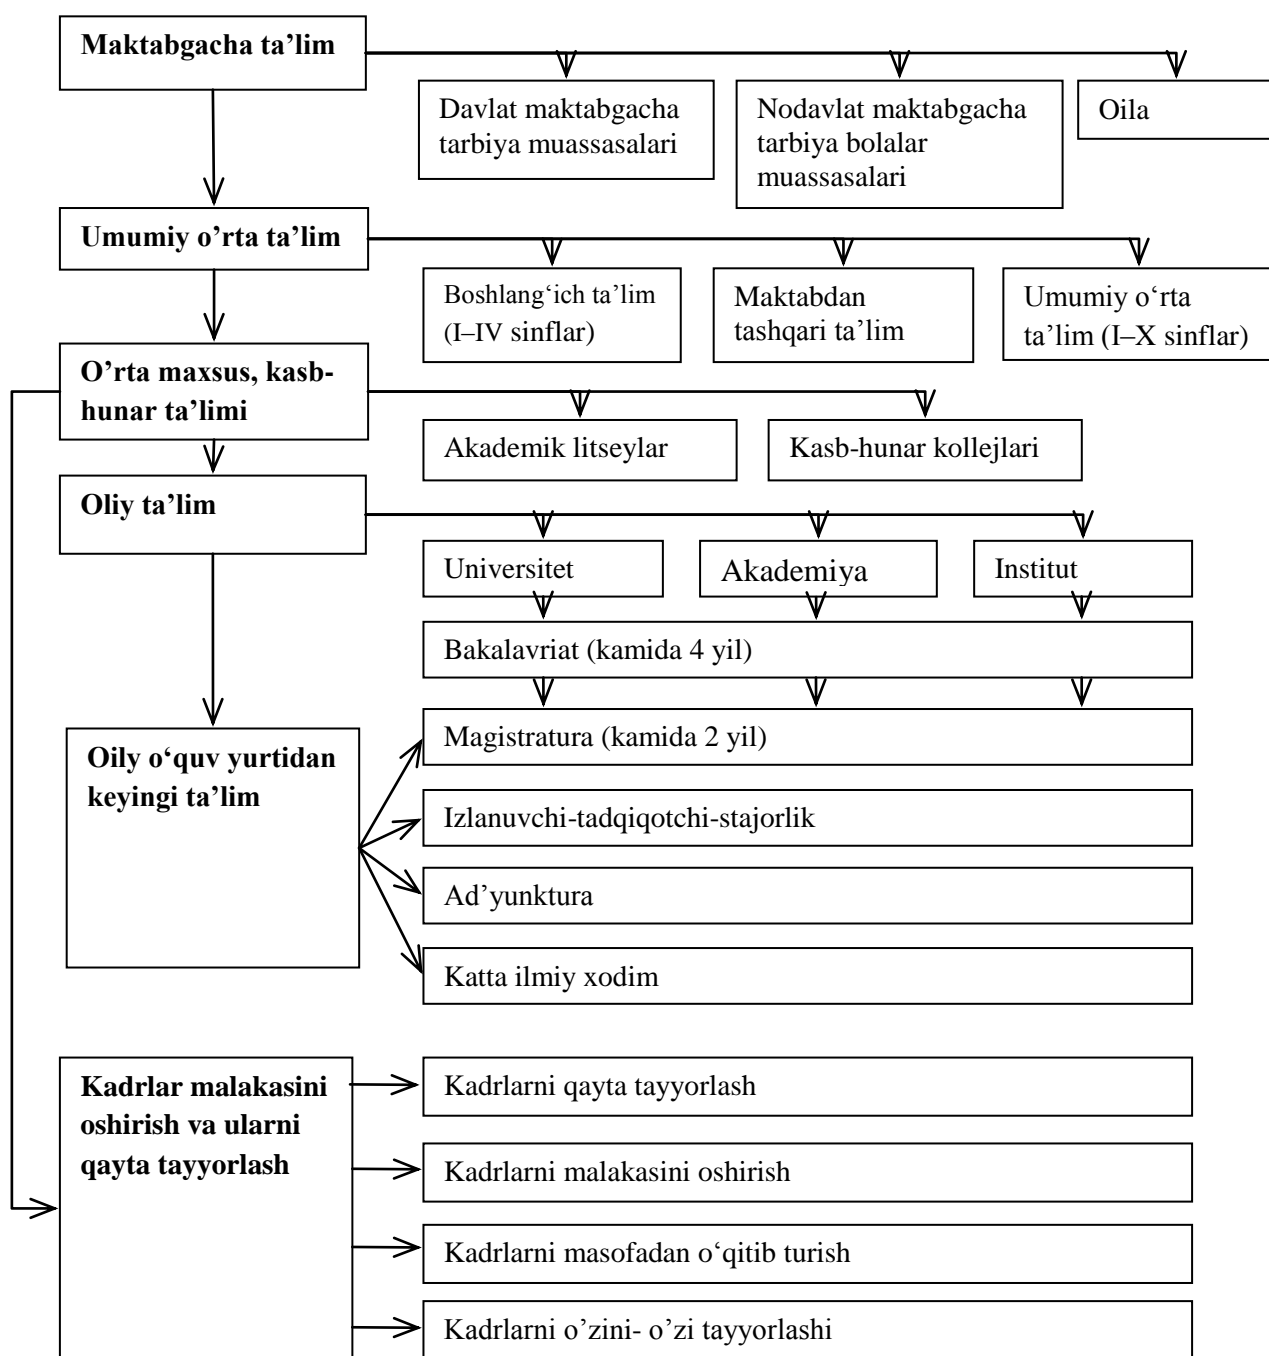 Maktabgacha ta’lim
Davlat maktabgacha
tarbiya muassasalari
Nodavlat maktabgacha
tarbiya bolalar
muassasalari
Oila
Umumiy o’rta ta’lim
Boshlang‘ich ta’lim
(I–IV sinflar)
Maktabdan
tashqari ta’lim
Umumiy o‘rta
ta’lim (I–X sinflar)
O’rta maxsus, kasb-
hunar ta’limi
Akademik litseylar
Kasb-hunar kollejlari
Oliy ta’lim
Universitet
Akademiya
Institut
Bakalavriat (kamida 4 yil)
Oily o‘quv yurtidan
keyingi ta’lim
Magistratura (kamida 2 yil)
Izlanuvchi-tadqiqotchi-stajorlik
Ad’yunktura
Katta ilmiy xodim
Kadrlar malakasini
oshirish va ularni
qayta tayyorlash
Kadrlarni qayta tayyorlash
Kadrlarni malakasini oshirish
Kadrlarni masofadan o‘qitib turish
Kadrlarni o’zini- o’zi tayyorlashi